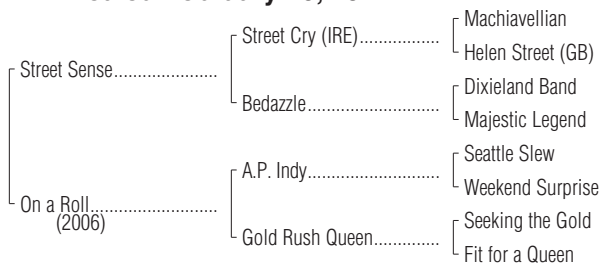 Machiavellian
Street Cry (IRE)
Helen Street (GB)
Street Sense
Dixieland Band
Bedazzle
Majestic Legend
Seattle Slew
A.P. Indy
Weekend Surprise
On a Roll
(2006)
Seeking the Gold
Gold Rush Queen
Fit for a Queen